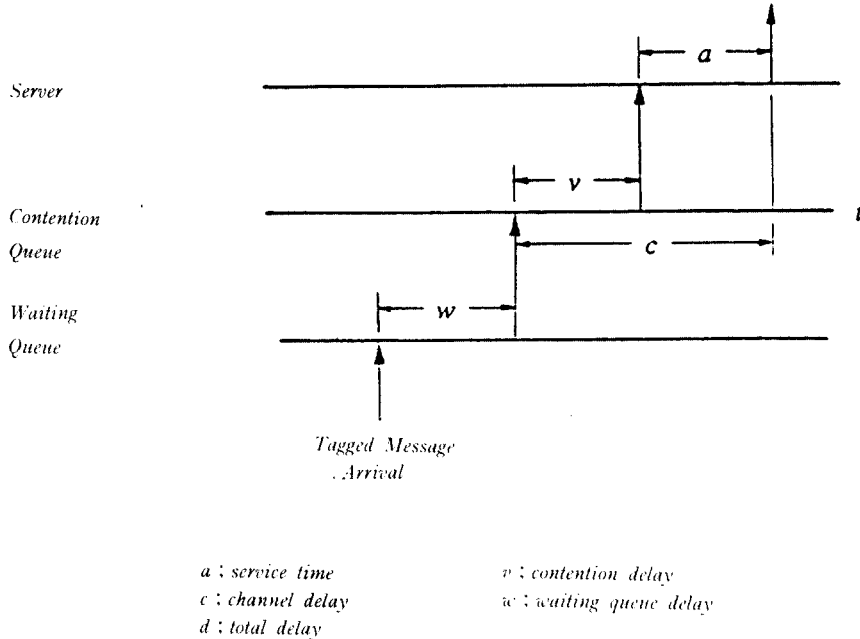 a
Server
v
Contention
t
Queue
c
Waiting
w
Queue
Tagged Message
Arrival
a ; service time
v ; contention delay
c ; channel delay
w ; waiting queue delay
d ; total delay